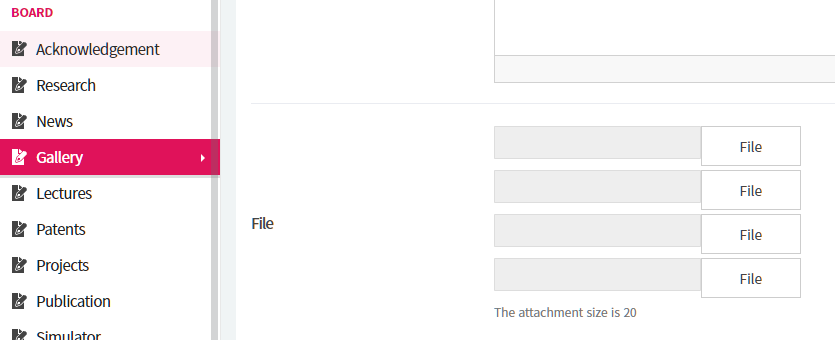 BOARD
Acknowledgement
Research
News
Gallery
Lectures
Patents
Projects
Publication
Simulator
File
File
File
File
File
The attachment size is 20